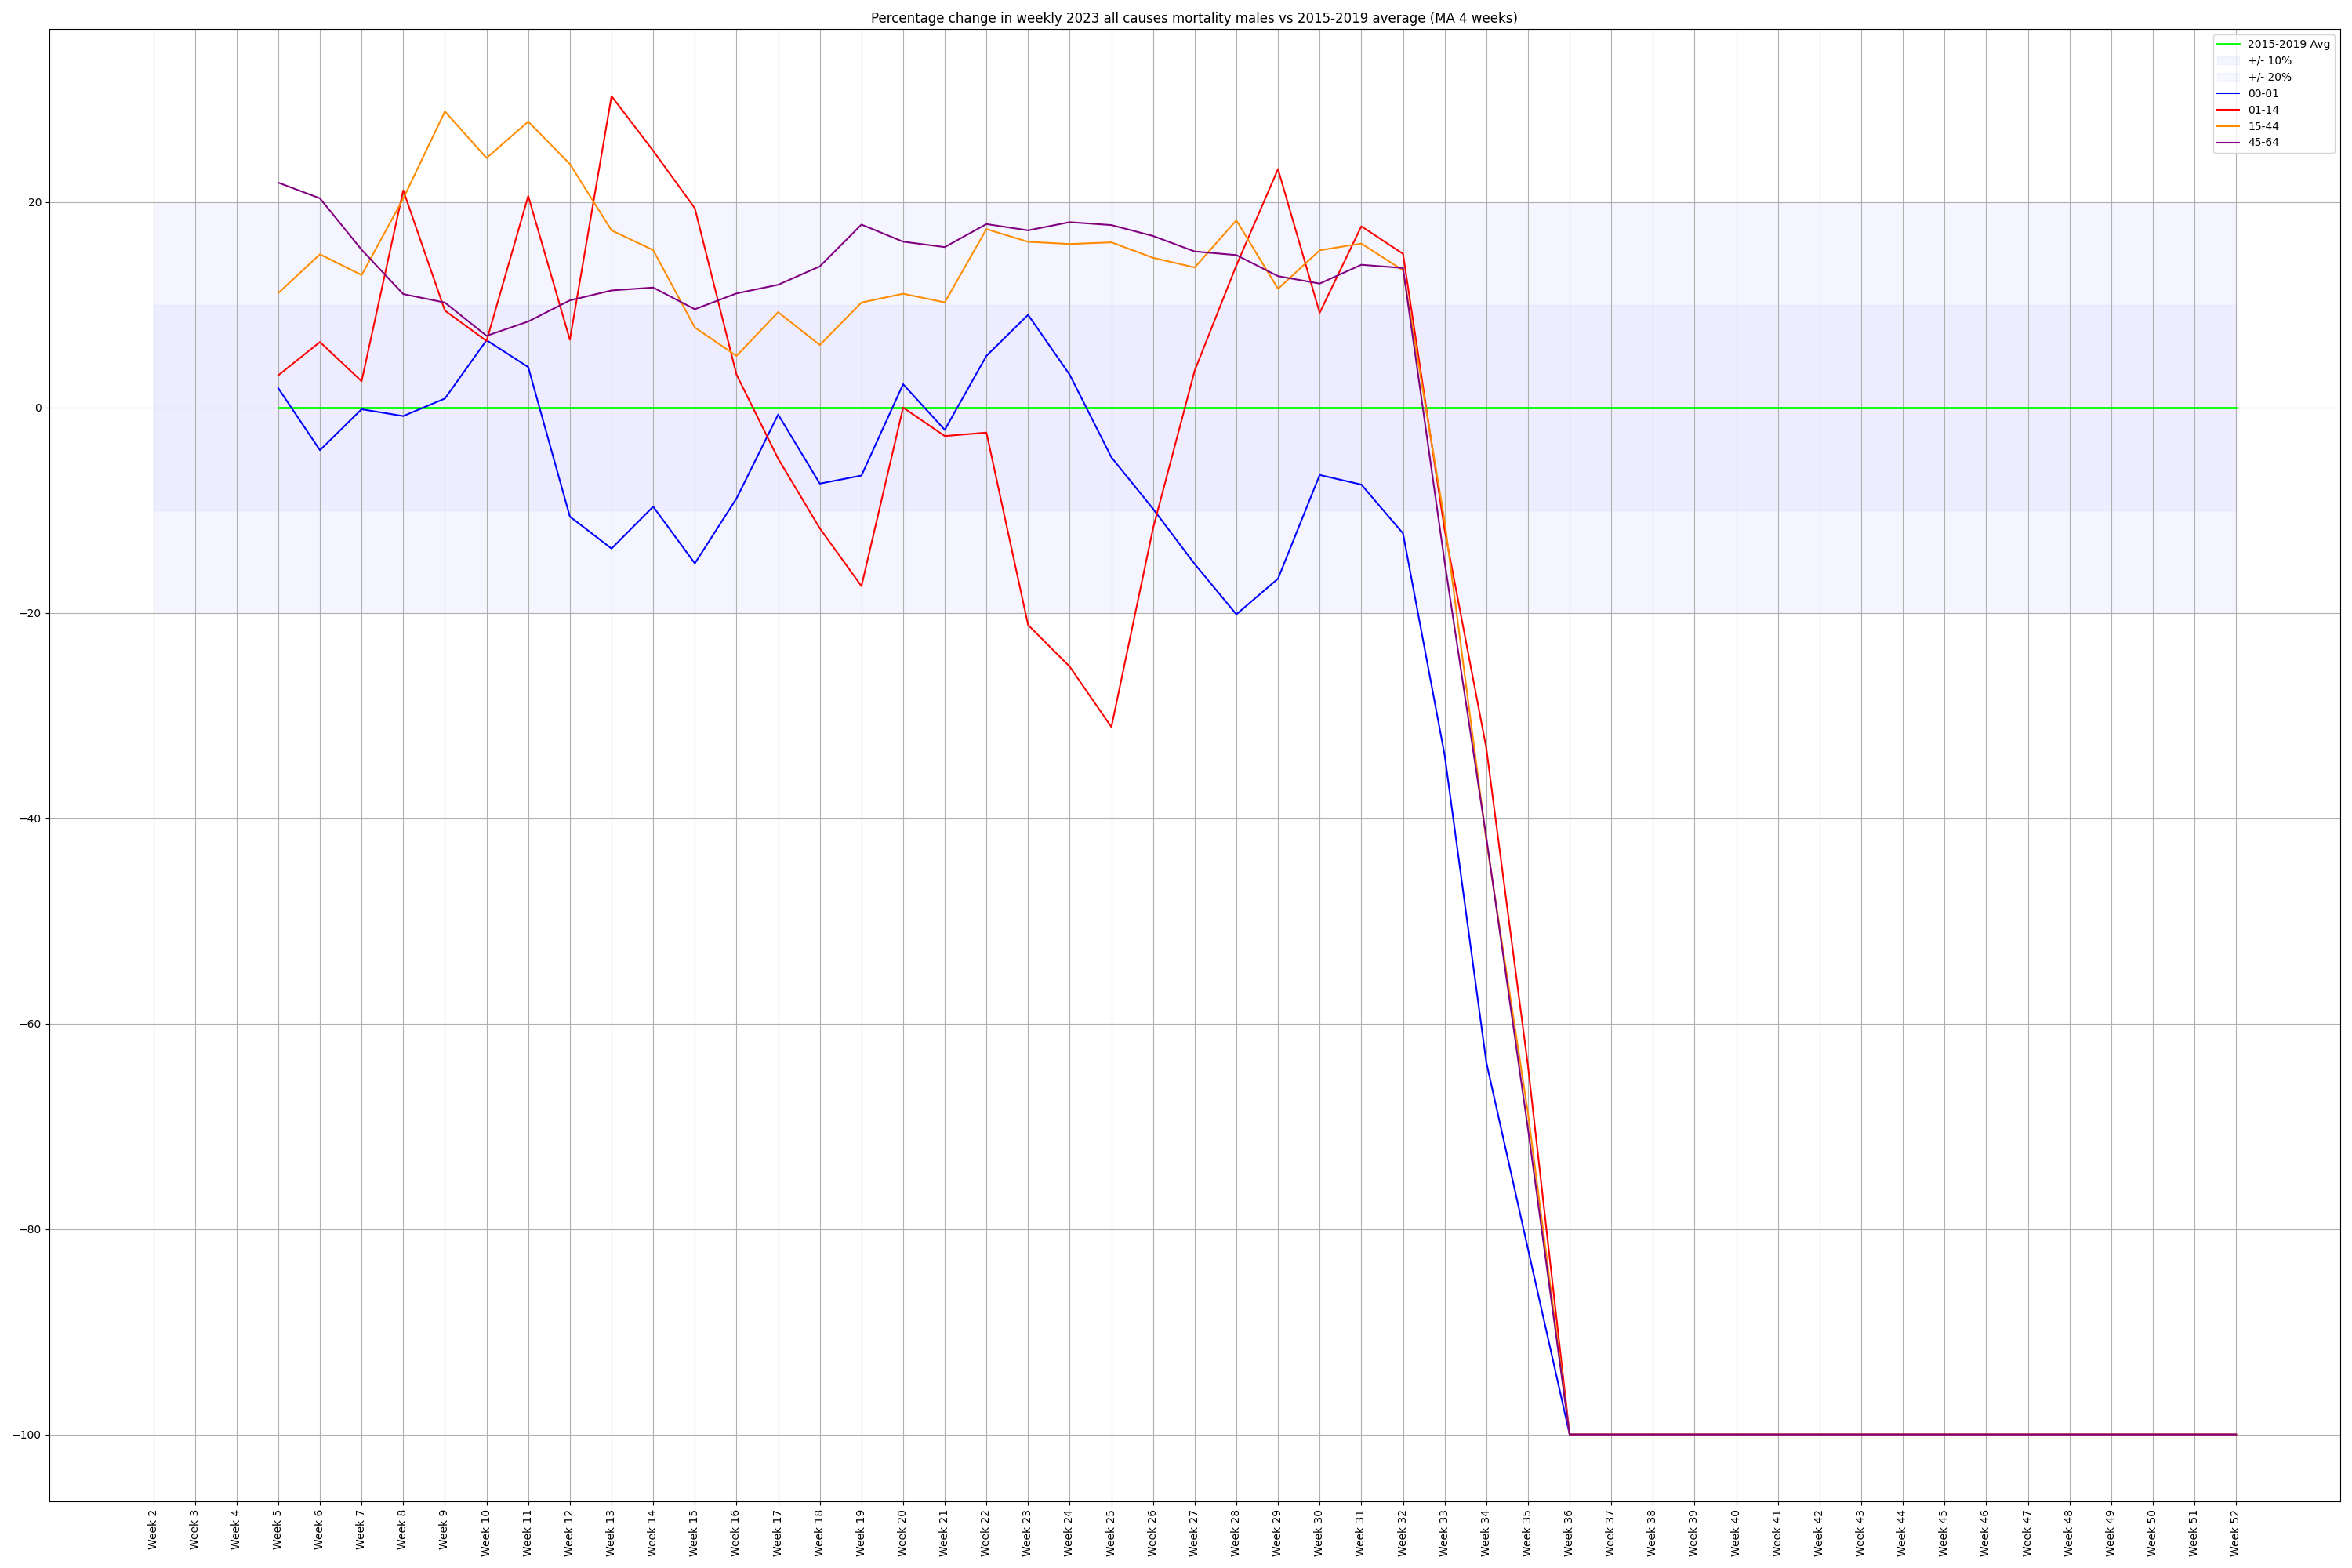 Percentage change in weekly 2023 all causes mortality males vs 2015-2019 average (MA 4 weeks)
2015-2019 Avg
+/- 10%
+/- 20%
00-01
01-14
15-44
45-64
20
0
−20
−40
−60
−80
−100
Week 2
Week 3
Week 4
Week 5
Week 6
Week 7
Week 8
Week 9
Week 10
Week 11
Week 12
Week 13
Week 14
Week 15
Week 16
Week 17
Week 18
Week 19
Week 20
Week 21
Week 22
Week 23
Week 24
Week 25
Week 26
Week 27
Week 28
Week 29
Week 30
Week 31
Week 32
Week 33
Week 34
Week 35
Week 36
Week 37
Week 38
Week 39
Week 40
Week 41
Week 42
Week 43
Week 44
Week 45
Week 46
Week 47
Week 48
Week 49
Week 50
Week 51
Week 52